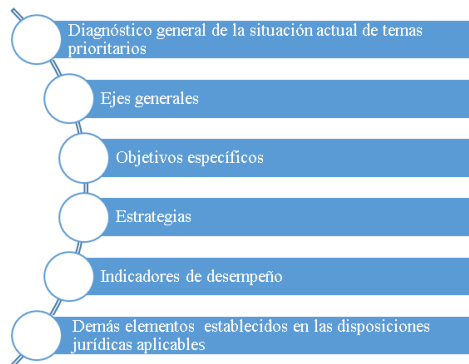 Diagnóstico general de la situación actual de temas
prioritarios
Ejes generales
Objetivos específicos
Estrategias
Indicadores de desempeño
Demás elementos establecidos en las disposiciones
jurídicas aplicables